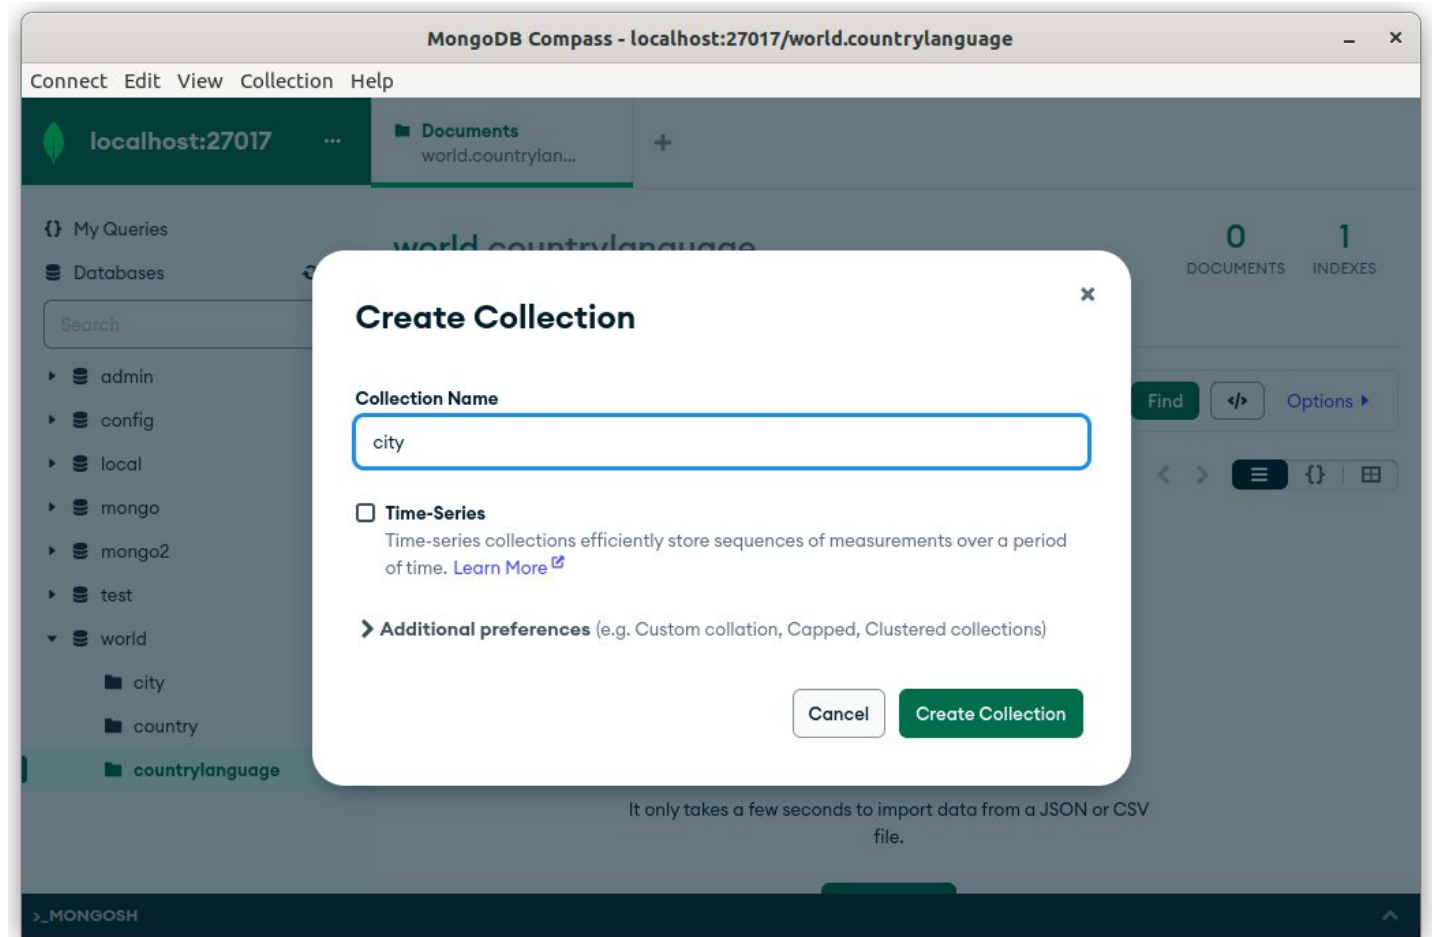 MongoDB Compass - localhost:27017/world.countrylanguage
Connect Edit View Collection Help
localhost:27017 ...
Documents
world.countrylan...
My Queries
Databases
Search
admin
config
local
mongo
mongo2
test
world
city
country
countrylanguage
world.countrylanguage
0
DOCUMENTS
1
INDEXES
Find
</>
Options
{}
Create Collection
Collection Name
city
Time-Series
Time-series collections efficiently store sequences of measurements over a period
of time. Learn More
Additional preferences (e.g. Custom collation, Capped, Clustered collections)
Cancel
Create Collection
It only takes a few seconds to import data from a JSON or CSV
file.
>_MONGOSH